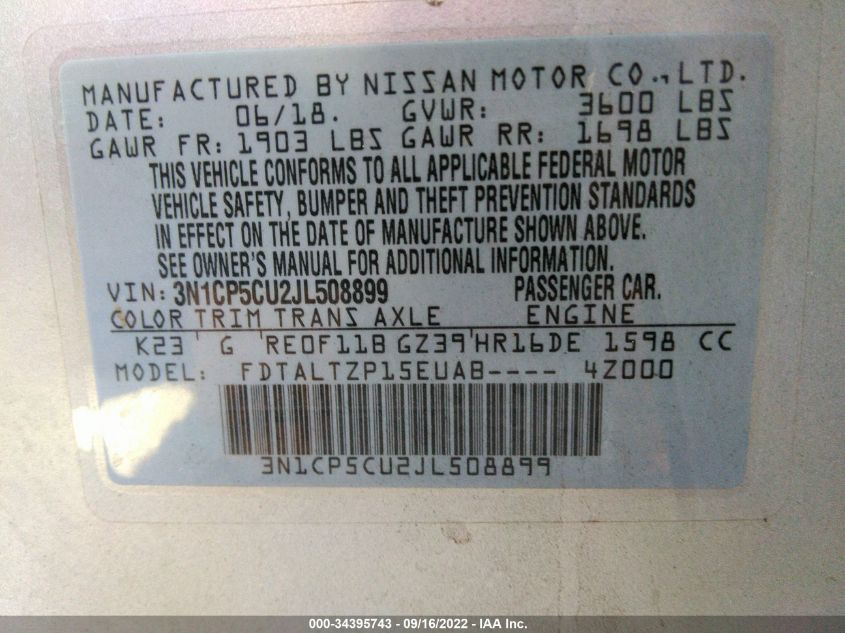 MANUFACTURED BY NISSAN MOTOR CO., LTD.
DATE: 06/18. GVWR: 3600 LBS
GAWR FR: 1903 LBS GAWR RR: 1698 LBS
THIS VEHICLE CONFORMS TO ALL APPLICABLE FEDERAL MOTOR
VEHICLE SAFETY, BUMPER AND THEFT PREVENTION STANDARDS
IN EFFECT ON THE DATE OF MANUFACTURE SHOWN ABOVE.
SEE OWNER'S MANUAL FOR ADDITIONAL INFORMATION.
VIN: 3N1CP5CU2JL508899 PASSENGER CAR.
COLOR TRIM TRANS AXLE ENGINE
K23 G RE0F11B GZ39 HR16DE 1598 CC
MODEL: FDTALTZP15EUAB---- 4Z000
3N1CP5CU2JL508899
000-34395743 - 09/16/2022 - IAA Inc.